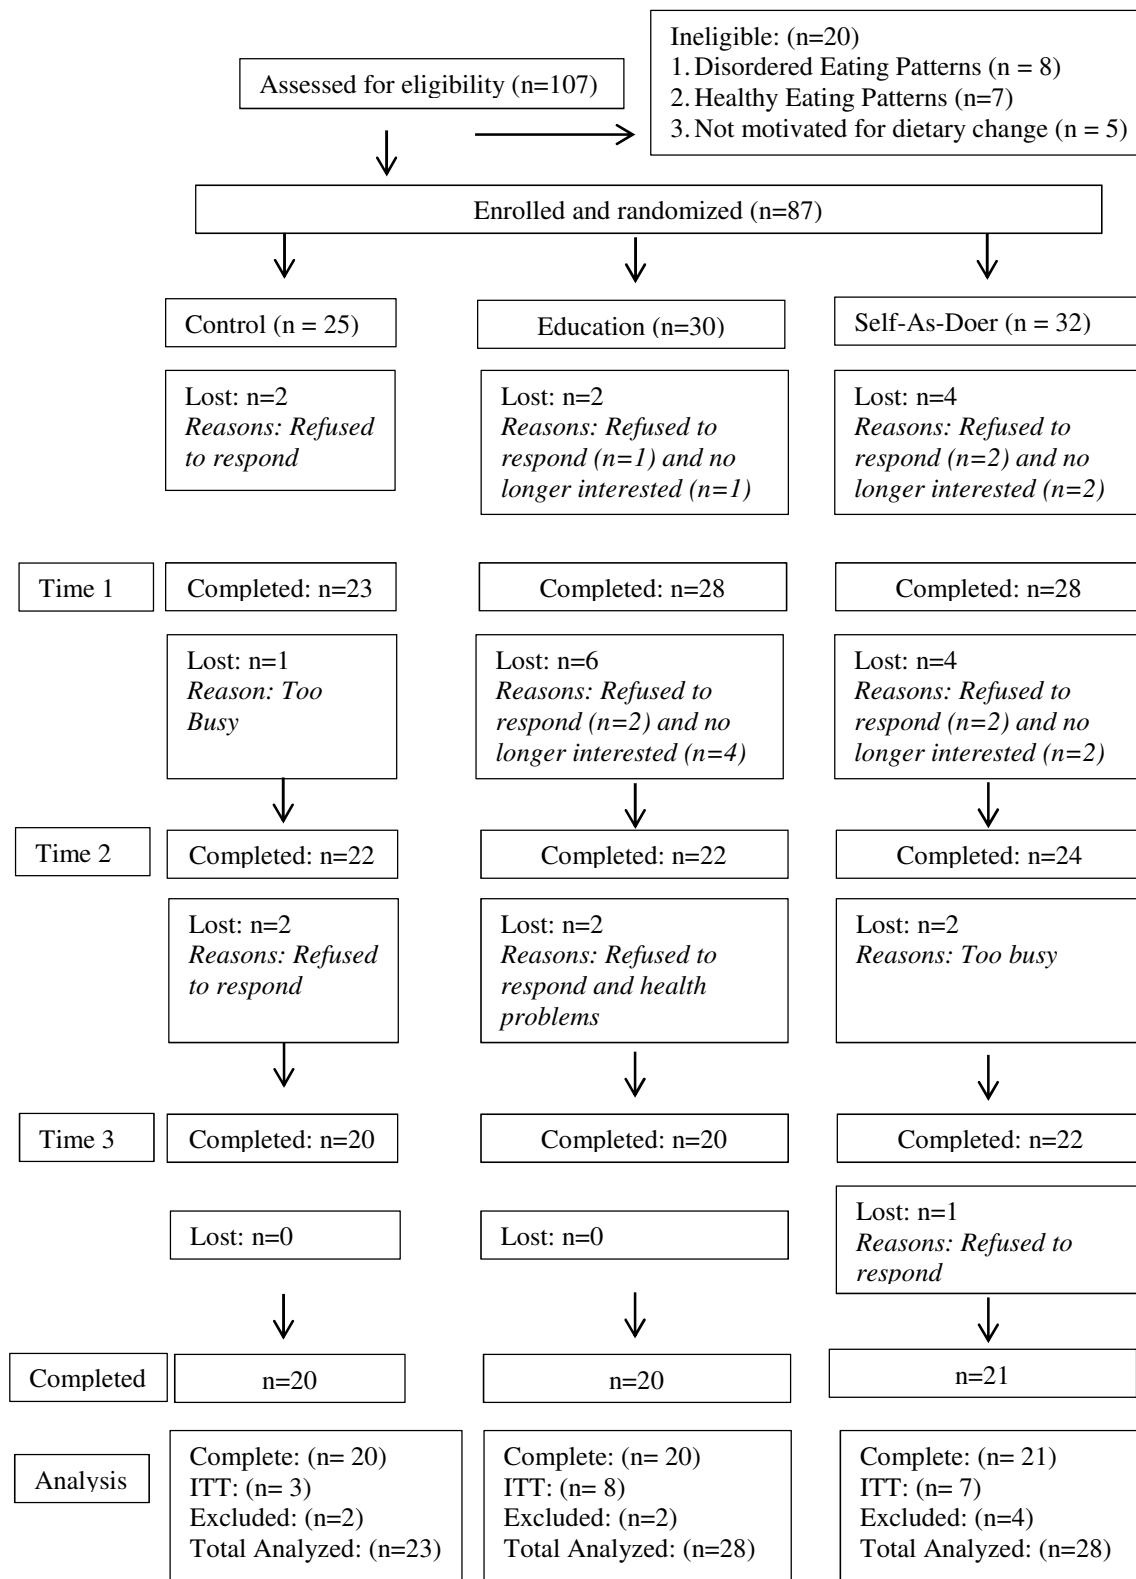 Assessed for eligibility (n=107)
Ineligible: (n=20)
1. Disordered Eating Patterns (n = 8)
2. Healthy Eating Patterns (n=7)
3. Not motivated for dietary change (n = 5)
Enrolled and randomized (n=87)
Control (n = 25)
Education (n=30)
Self-As-Doer (n = 32)
Lost: n=2
Reasons: Refused
to respond
Lost: n=2
Reasons: Refused to
respond (n=1) and no
longer interested (n=1)
Lost: n=4
Reasons: Refused to
respond (n=2) and no
longer interested (n=2)
Time 1
Completed: n=23
Completed: n=28
Completed: n=28
Lost: n=1
Reason: Too
Busy
Lost: n=6
Reasons: Refused to
respond (n=2) and no
longer interested (n=4)
Lost: n=4
Reasons: Refused to
respond (n=2) and no
longer interested (n=2)
Time 2
Completed: n=22
Completed: n=22
Completed: n=24
Lost: n=2
Reasons: Refused
to respond
Lost: n=2
Reasons: Refused to
respond and health
problems
Lost: n=2
Reasons: Too busy
Time 3
Completed: n=20
Completed: n=20
Completed: n=22
Lost: n=0
Lost: n=0
Lost: n=1
Reasons: Refused to
respond
Completed
n=20
n=20
n=21
Analysis
Complete: (n= 20)
ITT: (n= 3)
Excluded: (n=2)
Total Analyzed: (n=23)
Complete: (n= 20)
ITT: (n= 8)
Excluded: (n=2)
Total Analyzed: (n=28)
Complete: (n= 21)
ITT: (n= 7)
Excluded: (n=4)
Total Analyzed: (n=28)